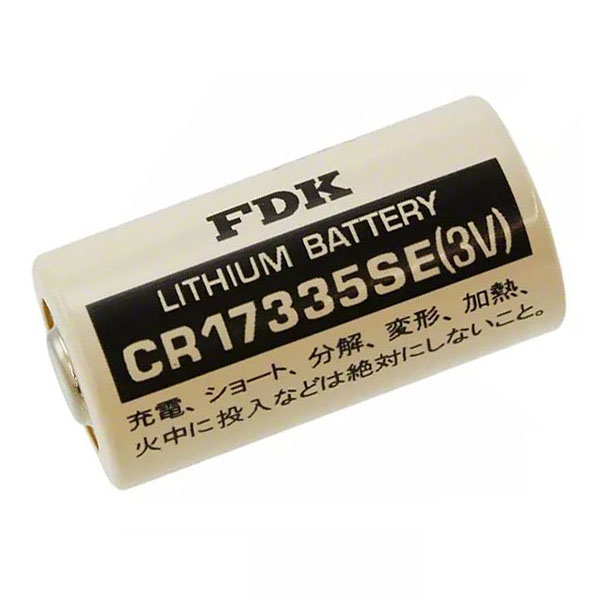 FDK
LITHIUM BATTERY
CR17335SE(3V)
充電、ショート、分解、変形、加熱、
火中に投入などは絶対にしないこと。